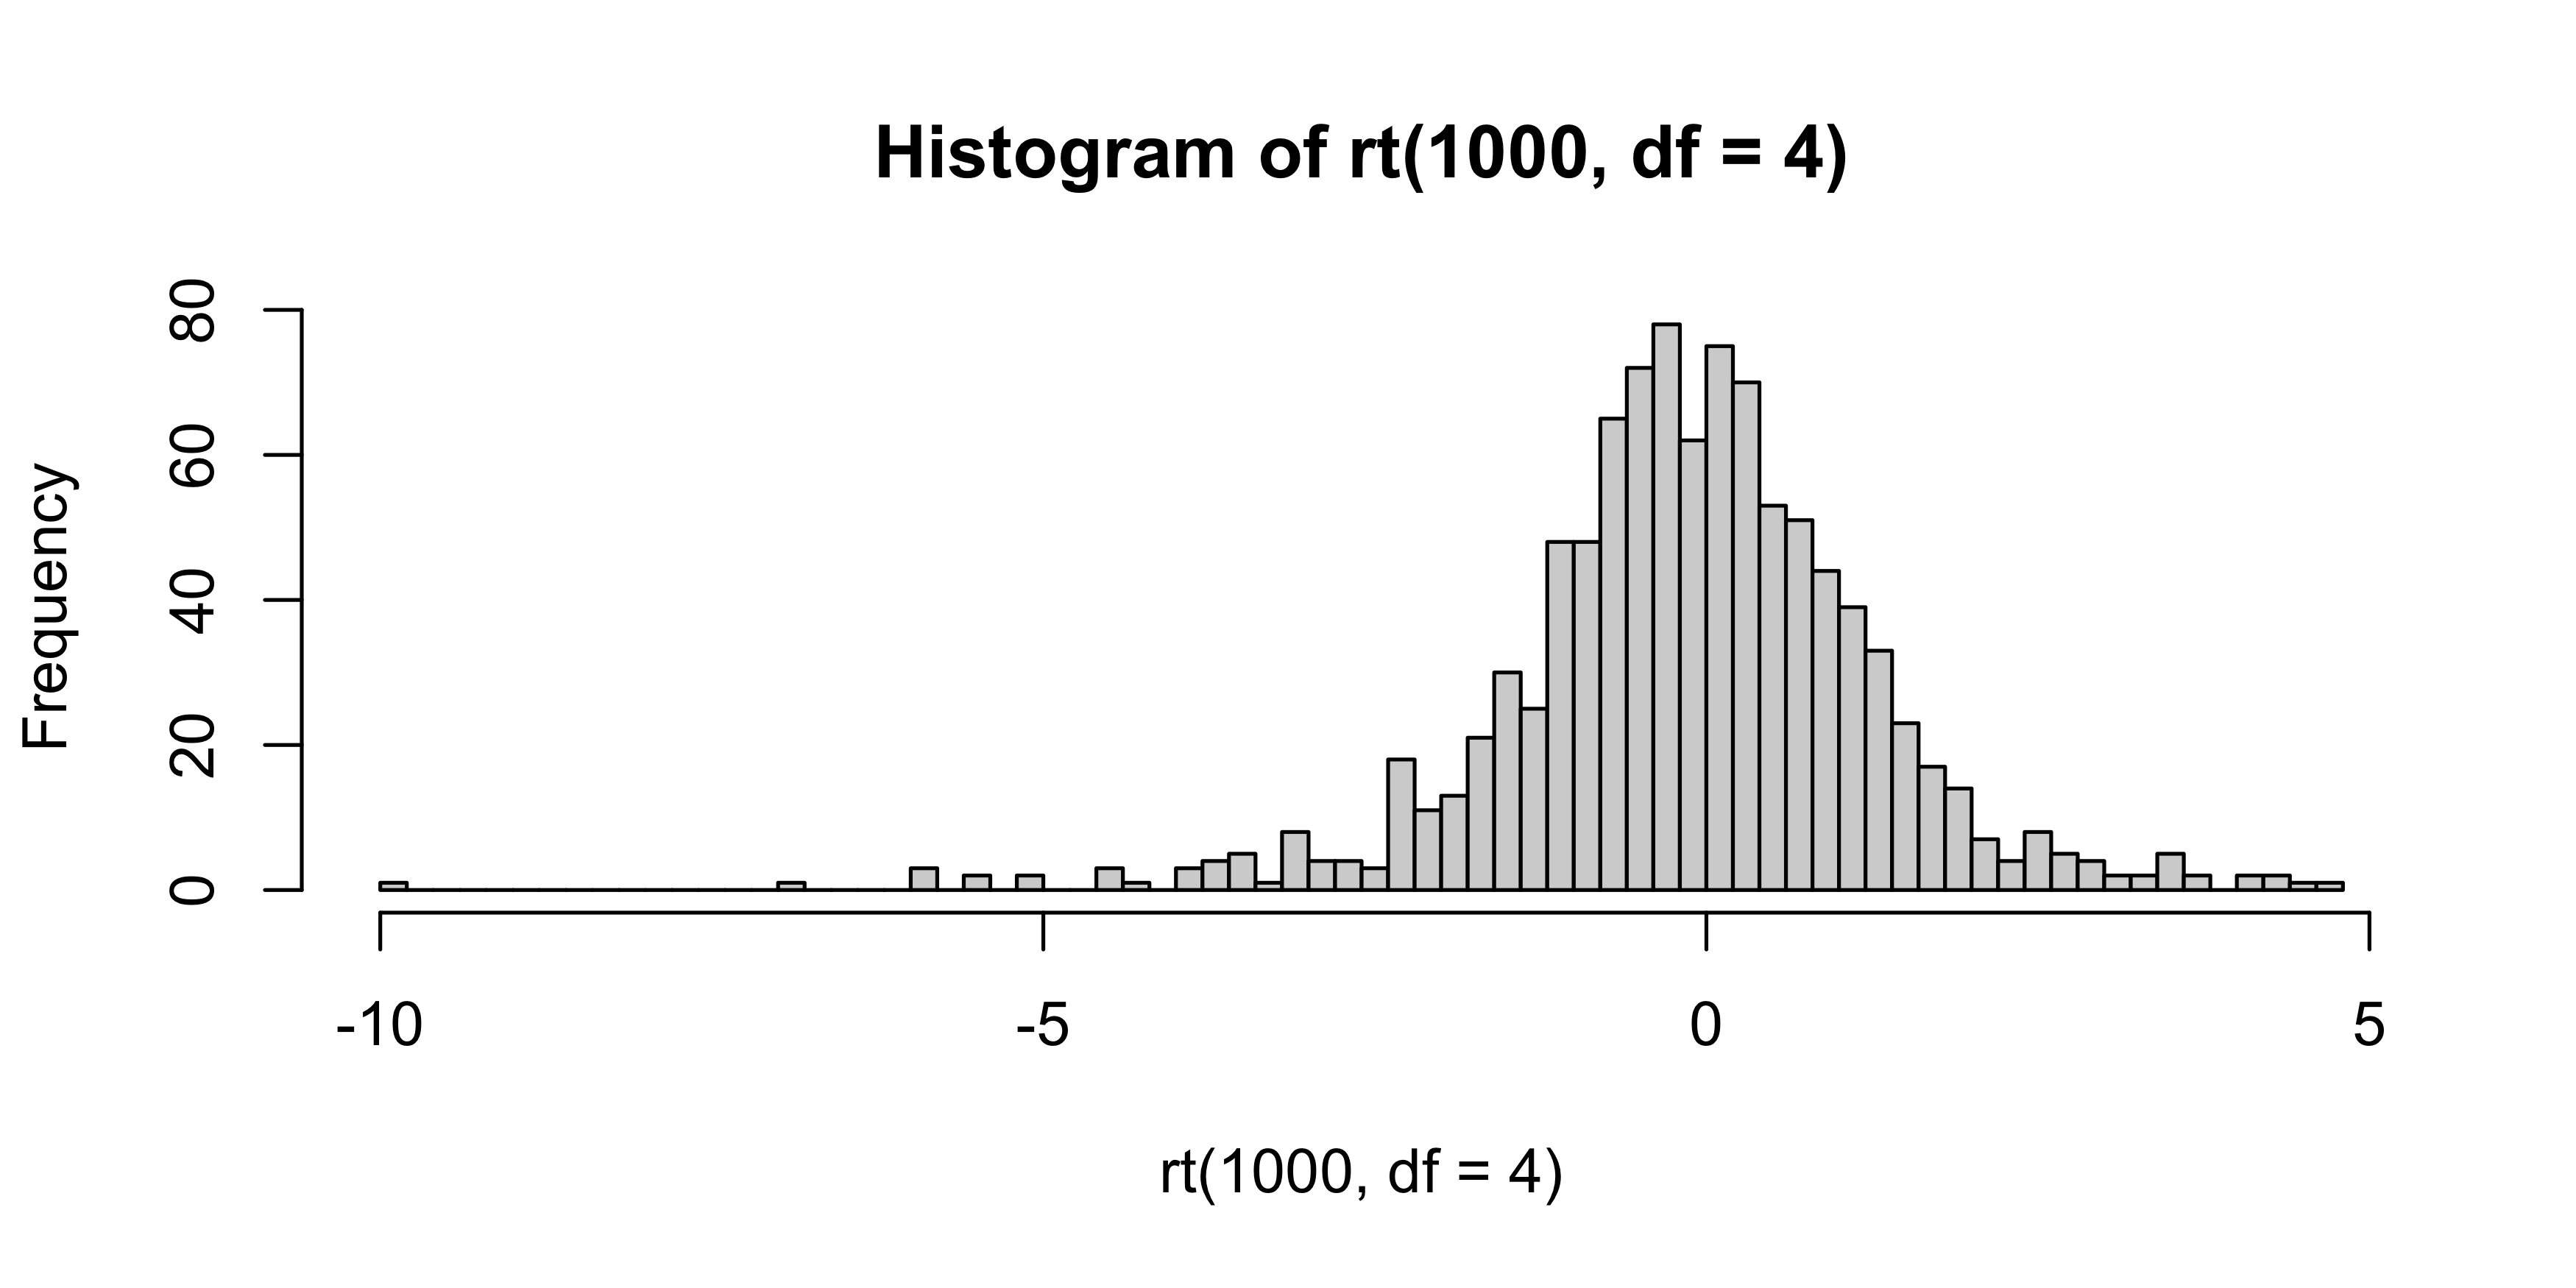 Histogram of rt(1000, df = 4)
Frequency
80
60
40
20
0
-10 -5 0 5
rt(1000, df = 4)